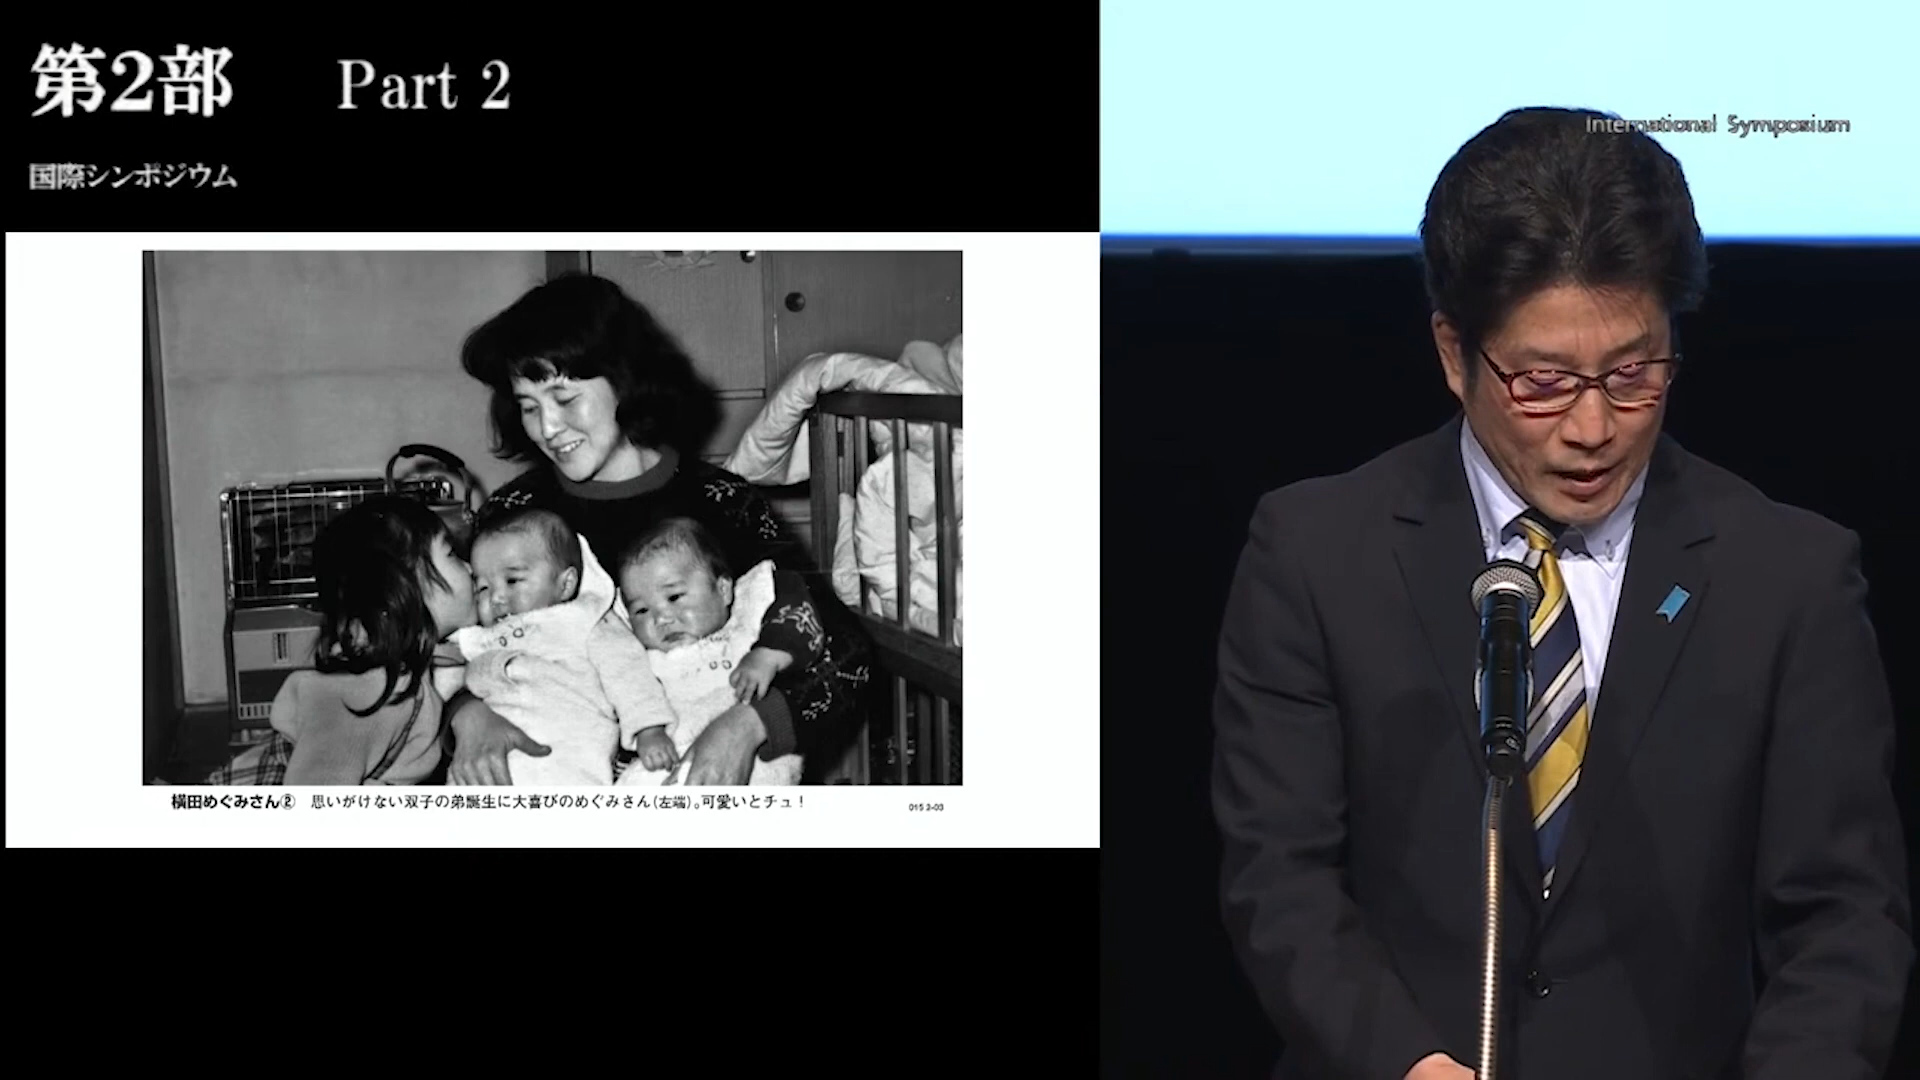 第2部 Part 2
国際シンポジウム
International Symposium
横田めぐみさん② 思いがけない双子の弟誕生に大喜びのめぐみさん(左端)。可愛いとチュ！
015 2-03